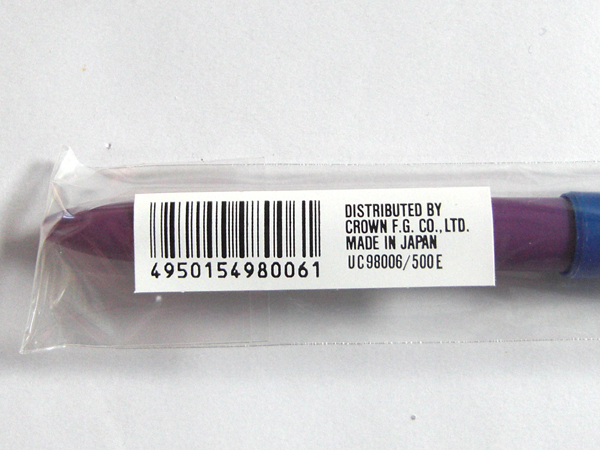 4950154980061
DISTRIBUTED BY
CROWN F.G. CO., LTD.
MADE IN JAPAN
UC98006/500E